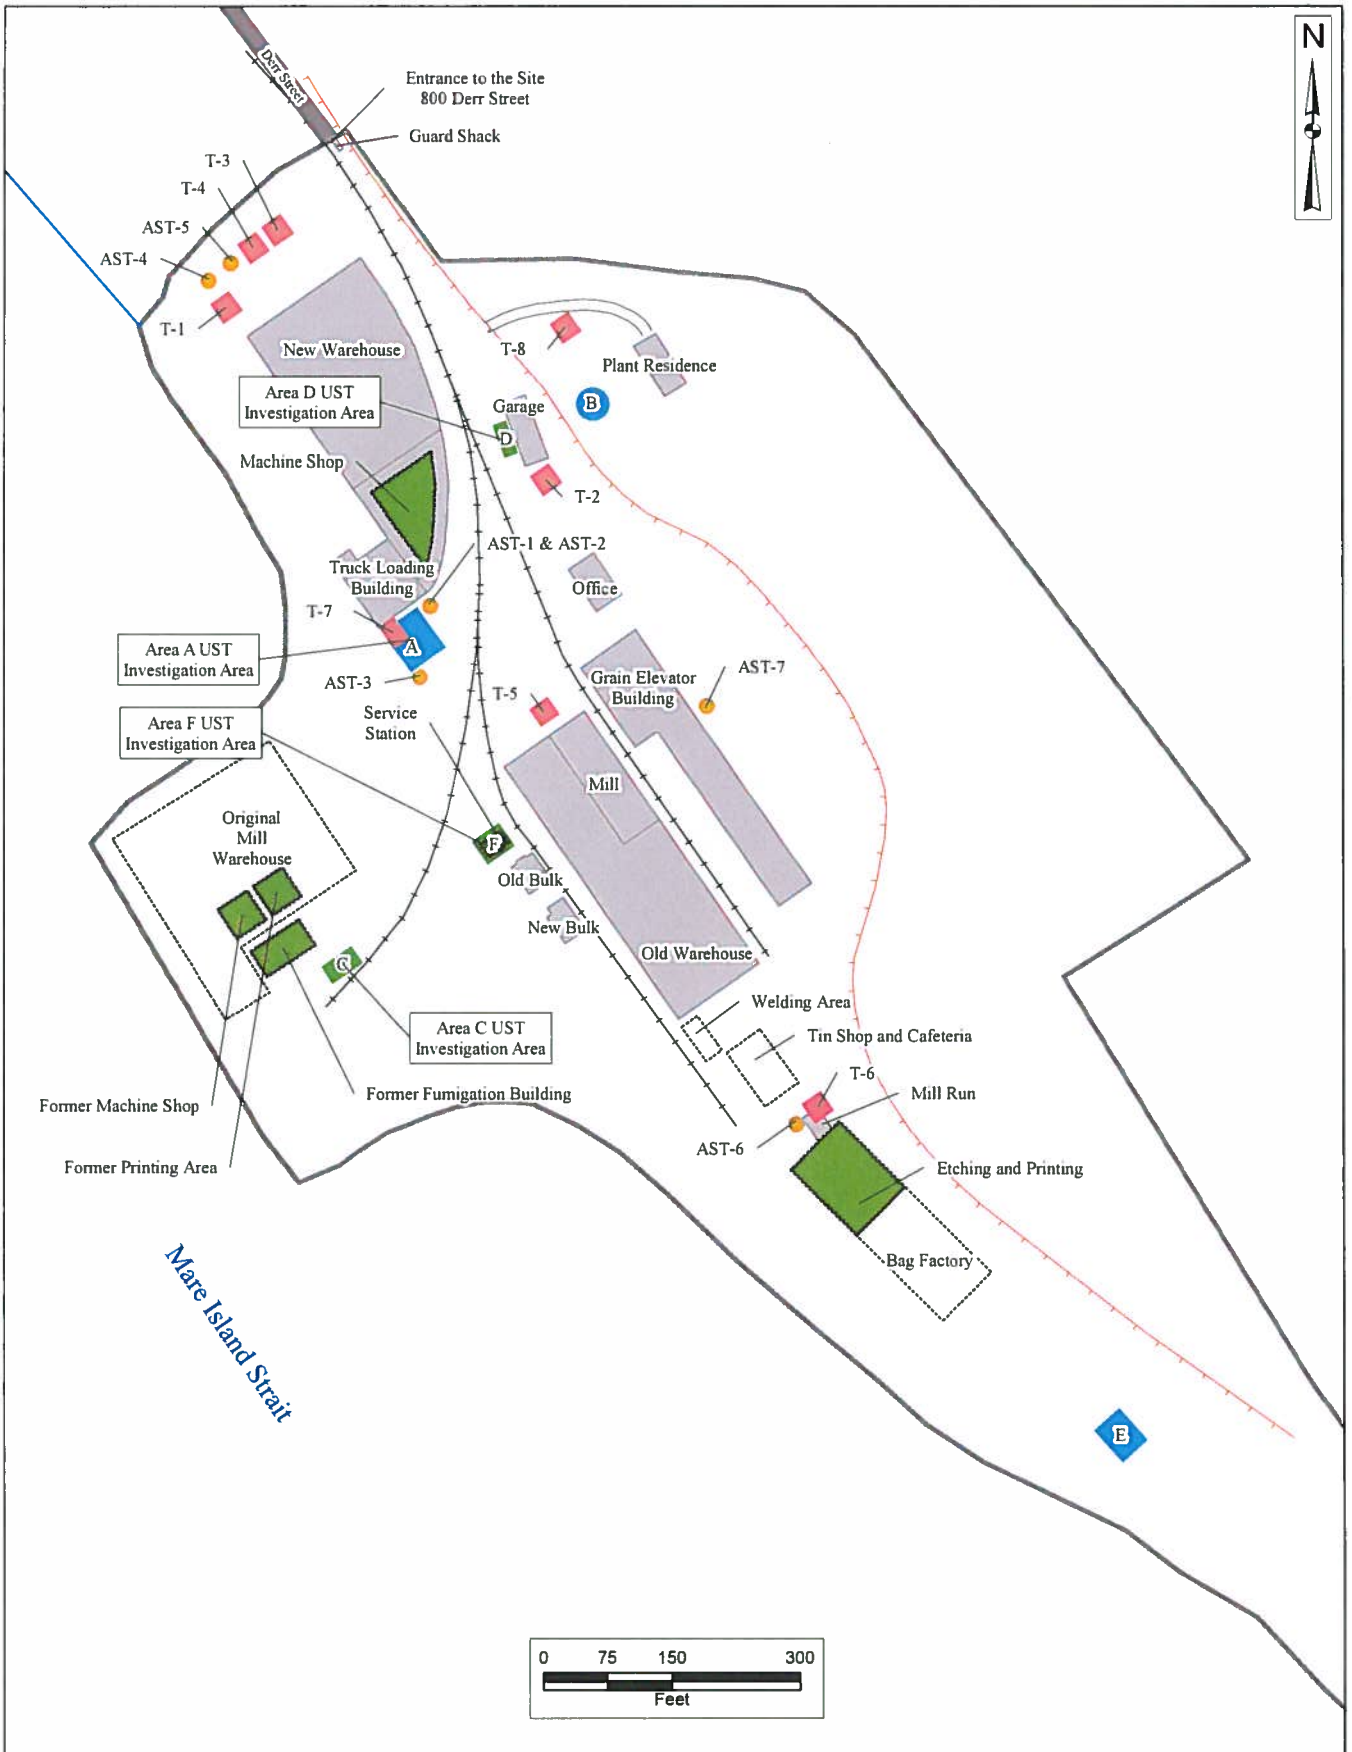 N
Derr Street
Entrance to the Site
800 Derr Street
Guard Shack
T-3
T-4
AST-5
AST-4
T-1
New Warehouse
T-8
Plant Residence
Area D UST
Investigation Area
Garage
B
D
Machine Shop
T-2
AST-1 & AST-2
Truck Loading
Building
Office
T-7
A
Area A UST
Investigation Area
AST-3
Grain Elevator
Building
AST-7
T-5
Service
Station
Area F UST
Investigation Area
Mill
Original
Mill
Warehouse
F
Old Bulk
New Bulk
Old Warehouse
C
Welding Area
Area C UST
Investigation Area
Tin Shop and Cafeteria
T-6
Mill Run
Former Machine Shop
Former Fumigation Building
AST-6
Former Printing Area
Etching and Printing
Bag Factory
Mare Island Strait
E
0 75 150 300
Feet